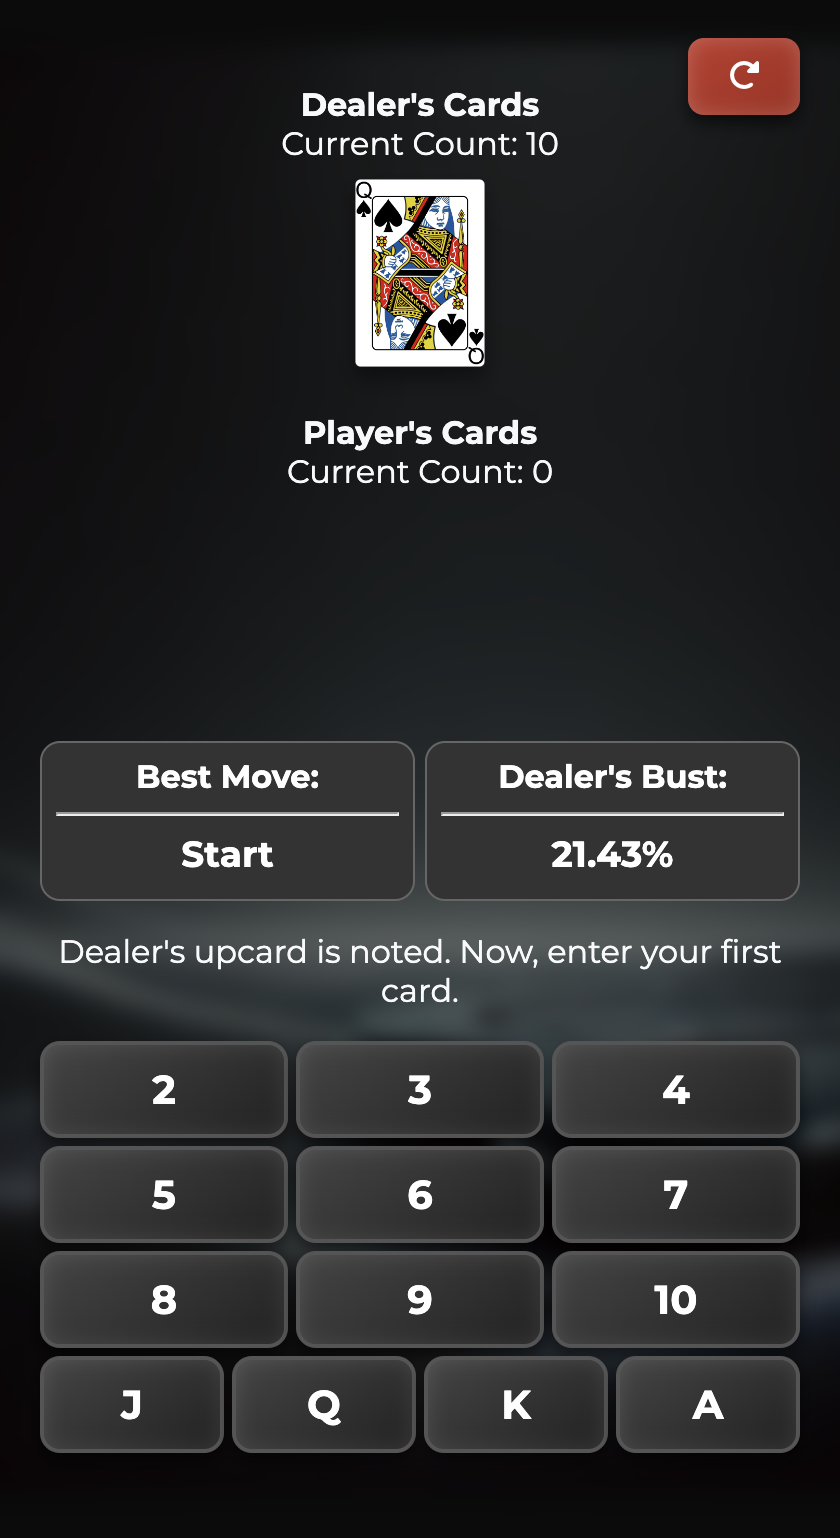 Dealer's Cards
Current Count: 10
Q
Q
Player's Cards
Current Count: 0
Best Move:
Start
Dealer's Bust:
21.43%
Dealer's upcard is noted. Now, enter your first
card.
2
3
4
5
6
7
8
9
10
J
Q
K
A